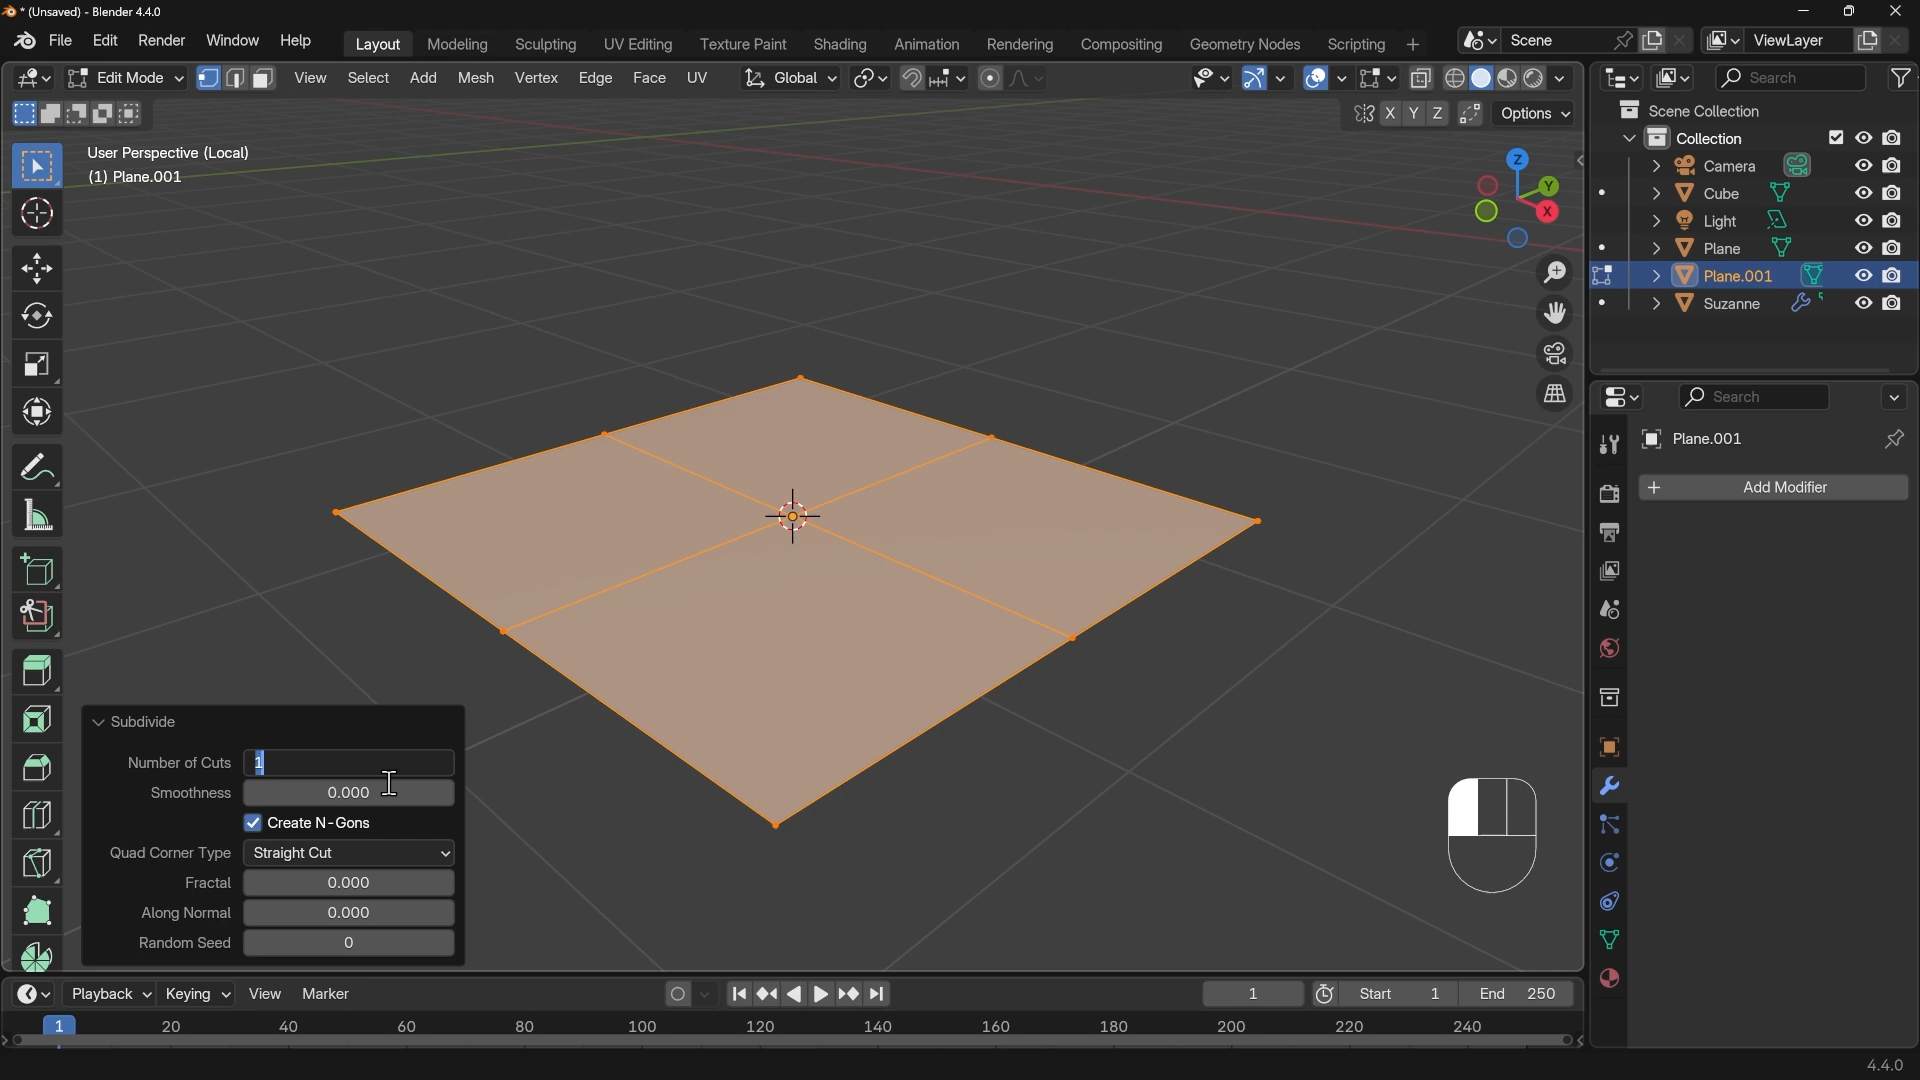 * (Unsaved) - Blender 4.4.0
File Edit Render Window Help Layout Modeling Sculpting UV Editing Texture Paint Shading Animation Rendering Compositing Geometry Nodes Scripting + Scene ViewLayer
Edit Mode View Select Add Mesh Vertex Edge Face UV Global Search
X Y Z Options
User Perspective (Local)
(1) Plane.001
Z
Y
X
Scene Collection
Collection
Camera
Cube
Light
Plane
Plane.001
Suzanne
Search
Plane.001
+ Add Modifier
Subdivide
Number of Cuts 1
Smoothness 0.000
Create N-Gons
Quad Corner Type Straight Cut
Fractal 0.000
Along Normal 0.000
Random Seed 0
Playback Keying View Marker 1 Start 1 End 250
1 20 40 60 80 100 120 140 160 180 200 220 240
4.4.0